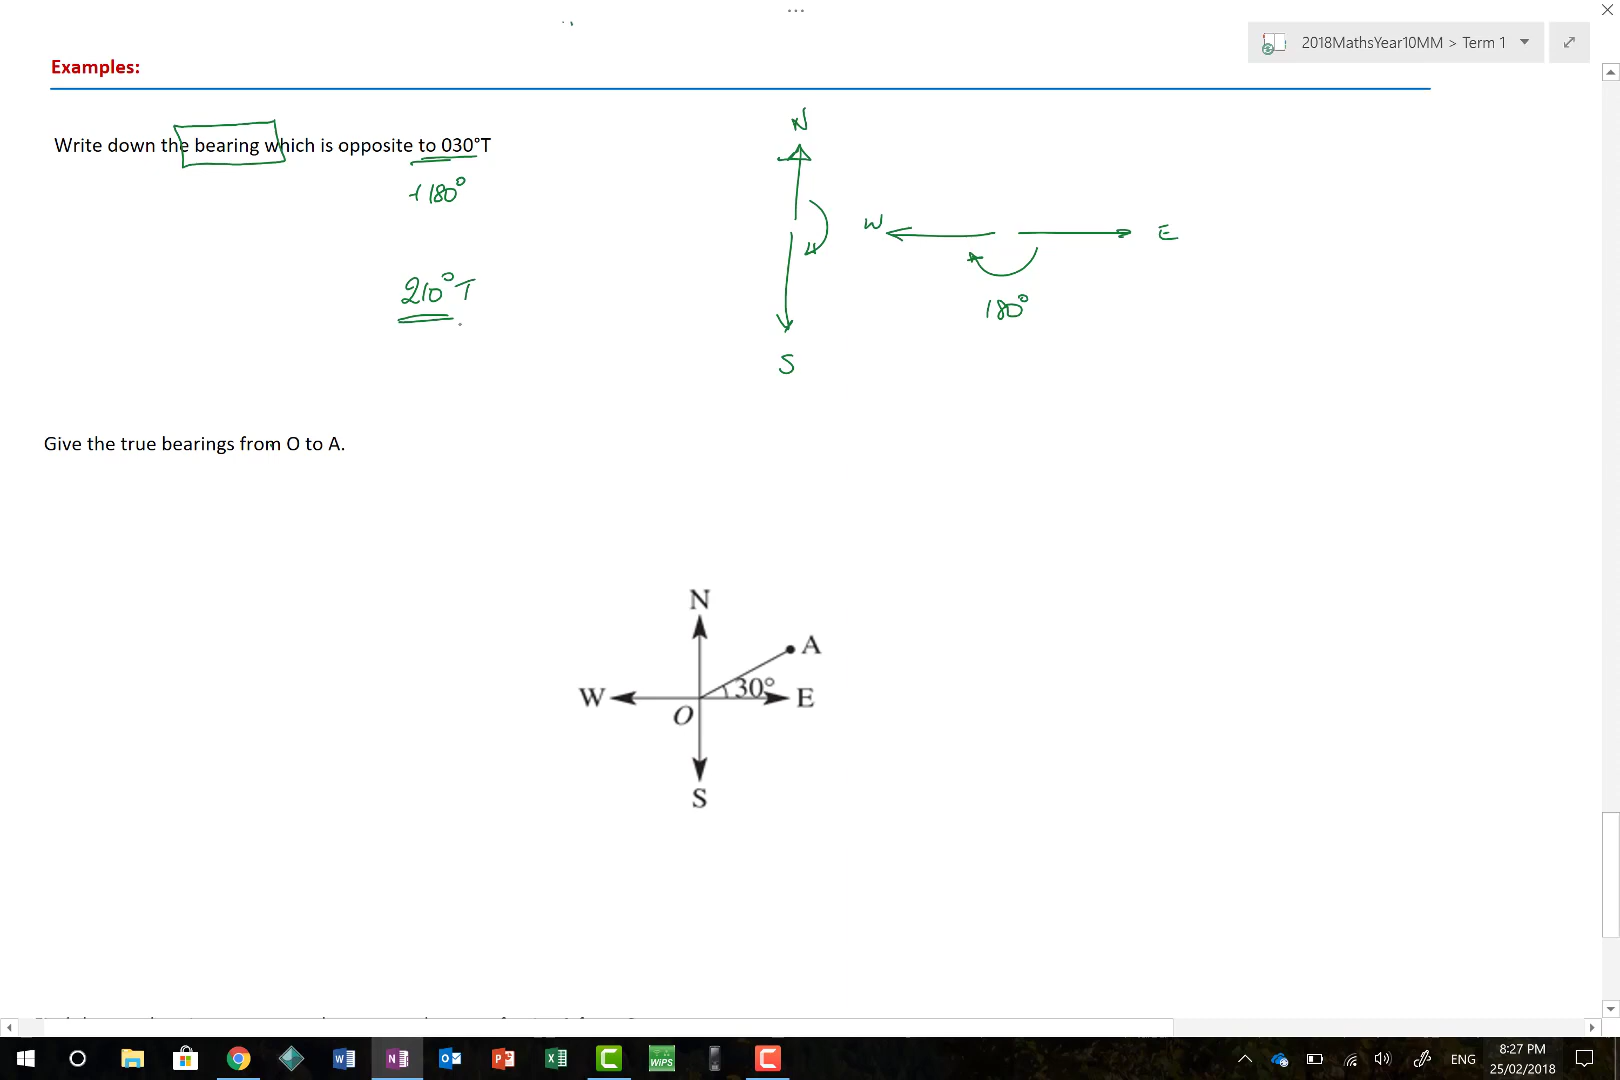 2018MathsYear10MM > Term 1
Examples:
Write down the bearing which is opposite to 030°T
+180°
210°T
N
W
E
180°
S
Give the true bearings from O to A.
N
A
30°
W
E
O
S
W
N
P
X
WiPS
ENG
8:27 PM
25/02/2018